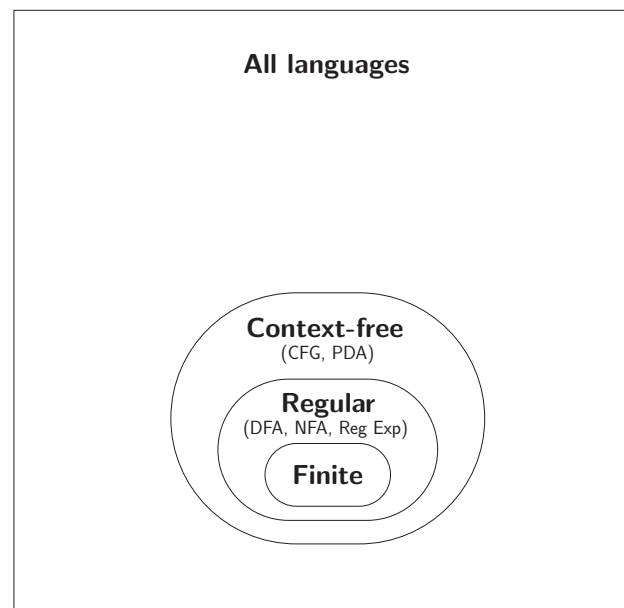 All languages
Context-free
(CFG, PDA)
Regular
(DFA, NFA, Reg Exp)
Finite